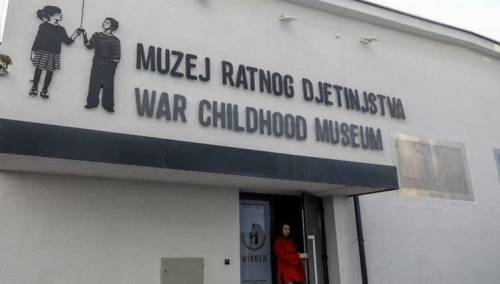 MUZEJ RATNOG DJETINJSTVA
WAR CHILDHOOD MUSEUM
WINNER